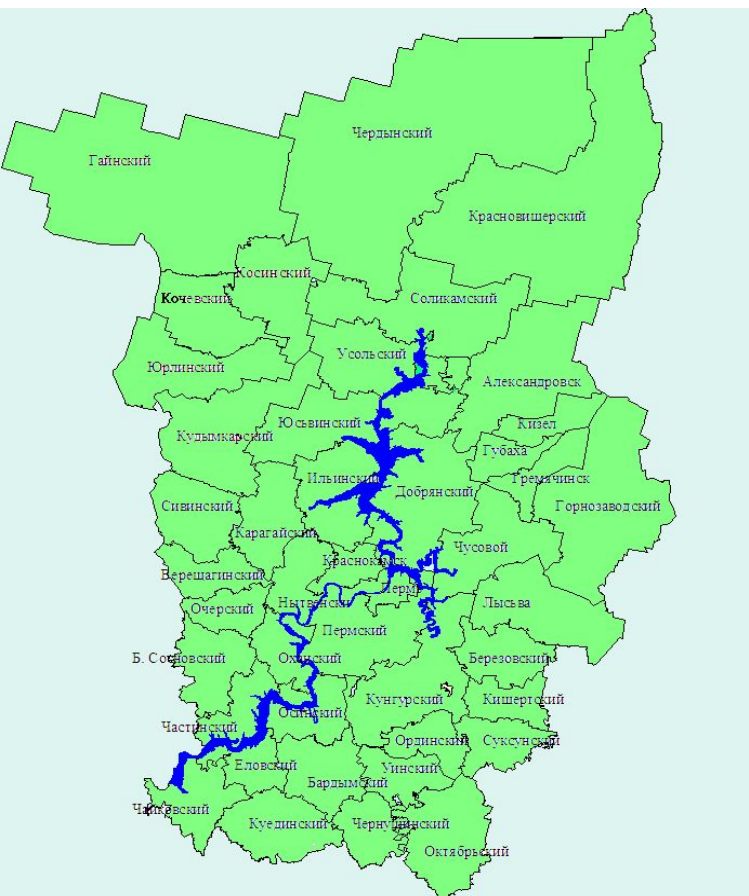 Чердынский
Гайнский
Красновишерский
Косинский
Кочевский
Соликамский
Усольский
Юрлинский
Александровск
Юсьвинский
Кизел
Кудымкарский
Губаха
Ильинский
Гремячинск
Добрянский
Сивинский
Горнозаводский
Карагайский
Чусовой
Краснокамск
Верещагинский
Пермь
Нытвенски
Лысьва
Очерский
Пермский
Б. Сосновский
Оханский
Березовский
Кунгурский
Кишертский
Осинский
Частинский
Ординский
Суксунский
Еловский
Уинский
Бардымский
Чайковский
Куединский
Чернушинский
Октябрьский